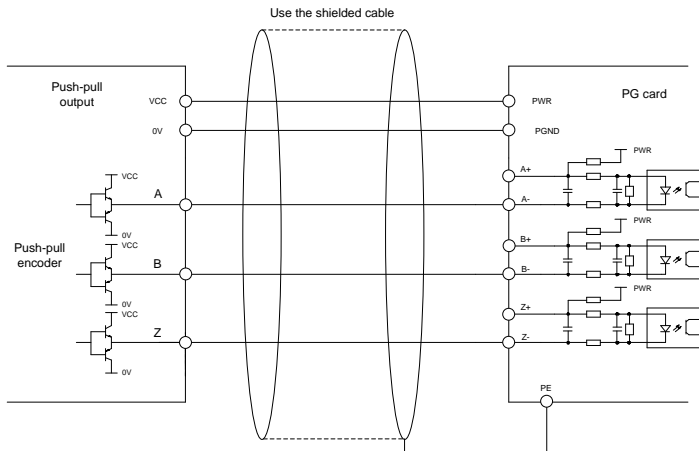 Use the shielded cable
Push-pull
output
VCC
0V
PWR
PGND
PG card
VCC
A
0V
A+
A-
PWR
Push-pull
encoder
VCC
B
0V
B+
B-
PWR
VCC
Z
0V
Z+
Z-
PWR
PE